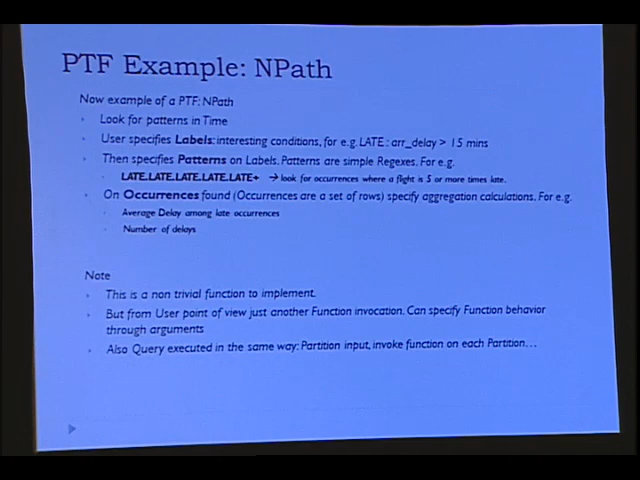 PTF Example: NPath
Now example of a PTF: NPath
Look for patterns in Time
User specifies Labels: interesting conditions, for e.g. LATE : arr_delay > 15 mins
Then specifies Patterns on Labels. Patterns are simple Regexes. For e.g.
LATE.LATE.LATE.LATE.LATE+ → look for occurrences where a flight is 5 or more times late.
On Occurrences found (Occurrences are a set of rows) specify aggregation calculations. For e.g.
Average Delay among late occurrences
Number of delays
Note
This is a non trivial function to implement.
But from User point of view just another Function invocation. Can specify Function behavior
through arguments
Also Query executed in the same way: Partition input, invoke function on each Partition…